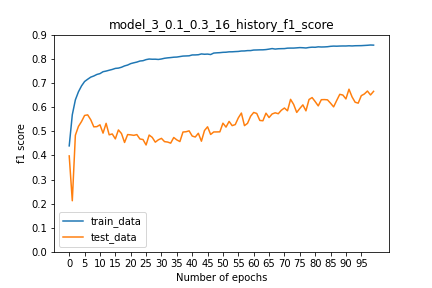 model_3_0.1_0.3_16_history_f1_score
0.9
0.8
0.7
0.6
0.5
0.4
0.3
0.2
0.1
0.0
f1 score
train_data
test_data
0 5 10 15 20 25 30 35 40 45 50 55 60 65 70 75 80 85 90 95
Number of epochs